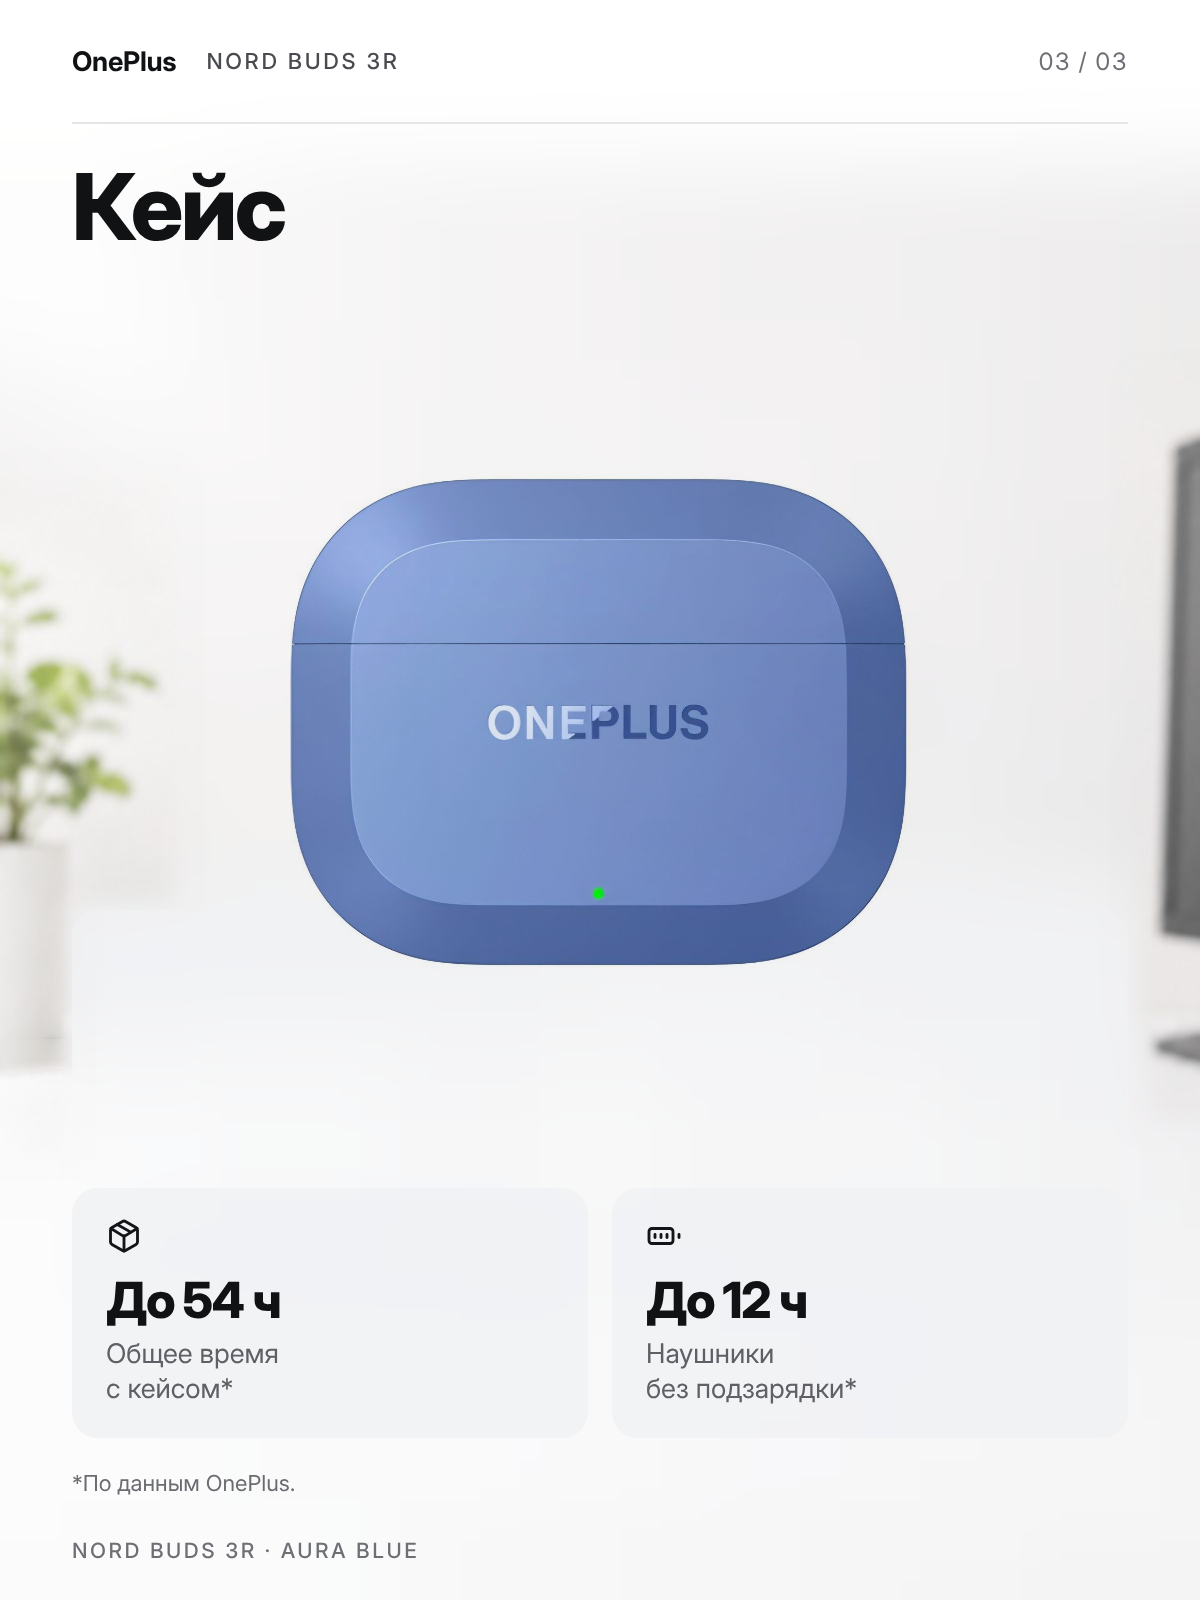 OnePlus NORD BUDS 3R 03 / 03
Кейс
ONEPLUS
До 54 ч
Общее время
с кейсом*
До 12 ч
Наушники
без подзарядки*
*По данным OnePlus.
NORD BUDS 3R · AURA BLUE